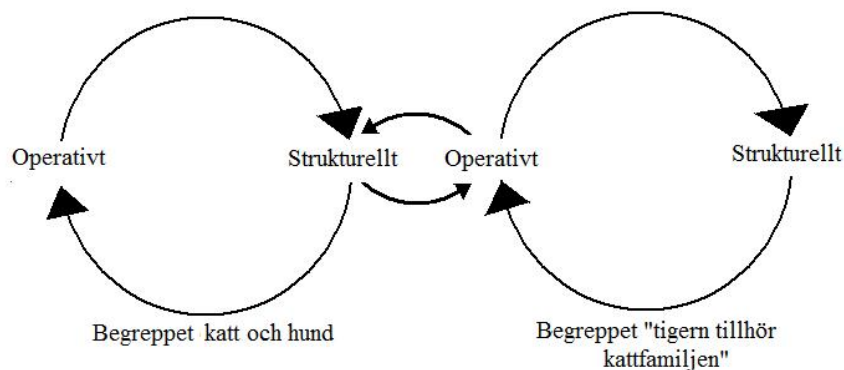 Operativt
Strukturellt
Operativt
Strukturellt
Begreppet katt och hund
Begreppet "tigern tillhör
kattfamiljen"